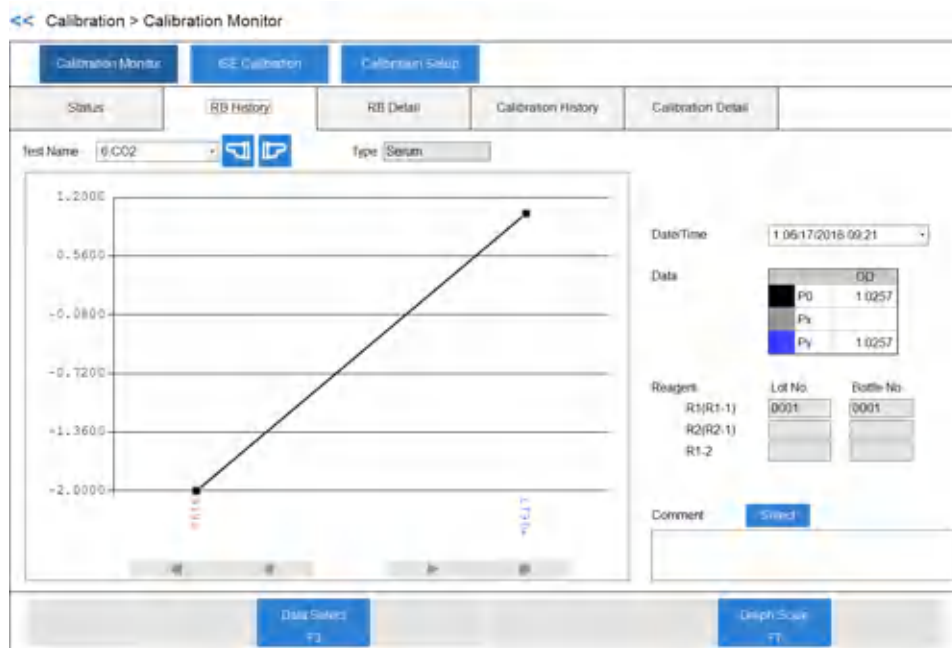 << Calibration > Calibration Monitor
Calibration Monitor ISE Calibration Calibration Setup
Status RB History RB Detail Calibration History Calibration Detail
Test Name 6.CO2 Type Serum
1.2000
0.5600
-0.0800
-0.7200
-1.3600
-2.0000
Date/Time 1.06/17/2016 09:21
Data OD
P0 1.0257
Px
Py 1.0257
Reagent Lot No. Bottle No.
R1(R1-1) 0001 0001
R2(R2-1)
R1-2
Comment Select
Data Select
F3
Graph Scale
F7